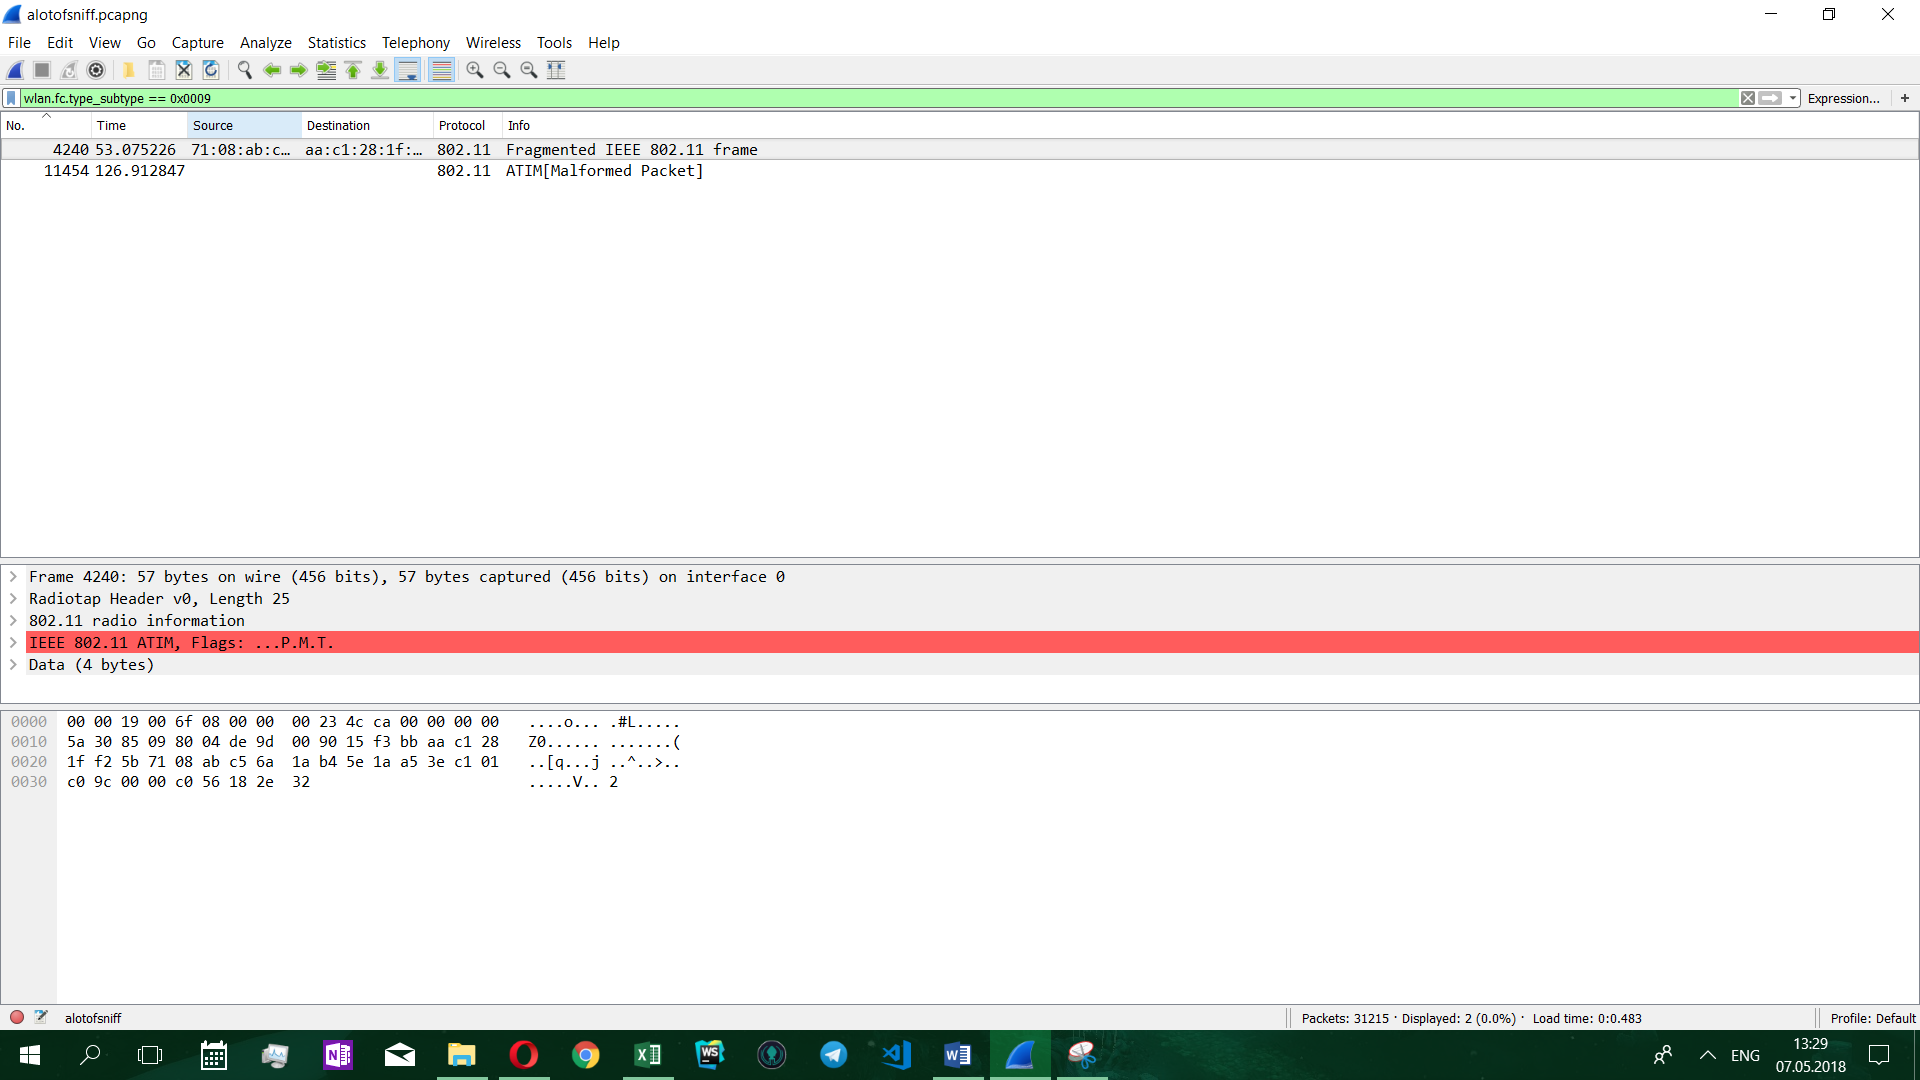 alotofsniff.pcapng
File Edit View Go Capture Analyze Statistics Telephony Wireless Tools Help
wlan.fc.type_subtype == 0x0009 Expression... +
No. Time Source Destination Protocol Info
4240 53.075226 71:08:ab:c... aa:c1:28:1f:... 802.11 Fragmented IEEE 802.11 frame
11454 126.912847 802.11 ATIM[Malformed Packet]
Frame 4240: 57 bytes on wire (456 bits), 57 bytes captured (456 bits) on interface 0
Radiotap Header v0, Length 25
802.11 radio information
IEEE 802.11 ATIM, Flags: ...P.M.T.
Data (4 bytes)
0000 00 00 19 00 6f 08 00 00 00 23 4c ca 00 00 00 00 ....o... .#L.....
0010 5a 30 85 09 80 04 de 9d 00 90 15 f3 bb aa c1 28 Z0...... .......(
0020 1f f2 5b 71 08 ab c5 6a 1a b4 5e 1a a5 3e c1 01 ..[q...j ..^..>..
0030 c0 9c 00 00 c0 56 18 2e 32 .....V.. 2
alotofsniff Packets: 31215 · Displayed: 2 (0.0%) · Load time: 0:0.483 Profile: Default
N WS X W ENG 13:29
07.05.2018